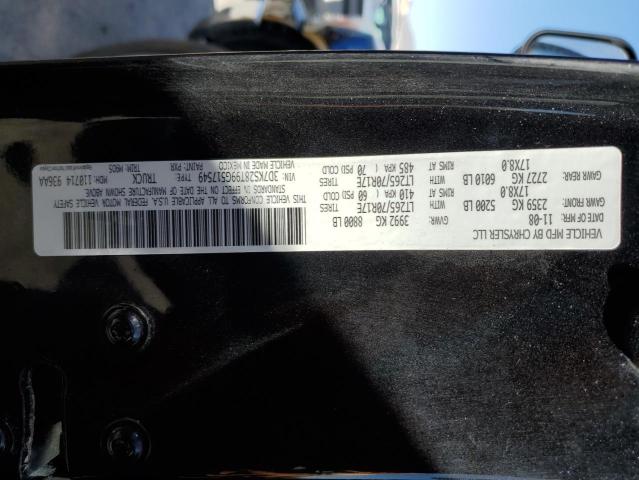 VEHICLE MFD BY CHRYSLER LLC
DATE OF MFR: 11-08 GVWR: 3992 KG 8800 LB
GAWR FRONT: 2359 KG 5200 LB WITH TIRES LT265/70R17E
RIMS AT 17X8.0 410 KPA ( 60 PSI COLD
GAWR REAR: 2727 KG 6010 LB WITH TIRES LT265/70R17E
RIMS AT 17X8.0 485 KPA ( 70 PSI COLD
THIS VEHICLE CONFORMS TO ALL APPLICABLE U.S.A. FEDERAL MOTOR VEHICLE SAFETY
STANDARDS IN EFFECT ON THE DATE OF MANUFACTURE SHOWN ABOVE
VIN: TYPE: TRUCK MDH: 110714 936AA
VEHICLE MADE IN MEXICO PAINT: PXR TRIM: M9DS